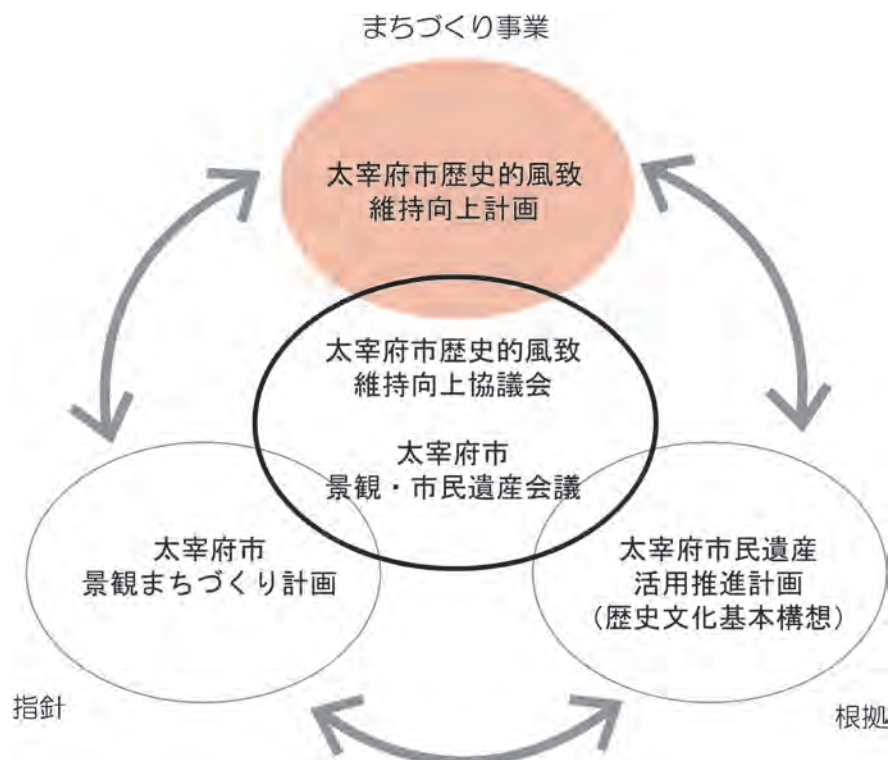 まちづくり事業
太宰府市歴史的風致
維持向上計画
太宰府市歴史的風致
維持向上協議会
太宰府市
景観・市民遺産会議
太宰府市
景観まちづくり計画
太宰府市民遺産
活用推進計画
（歴史文化基本構想）
指針
根拠